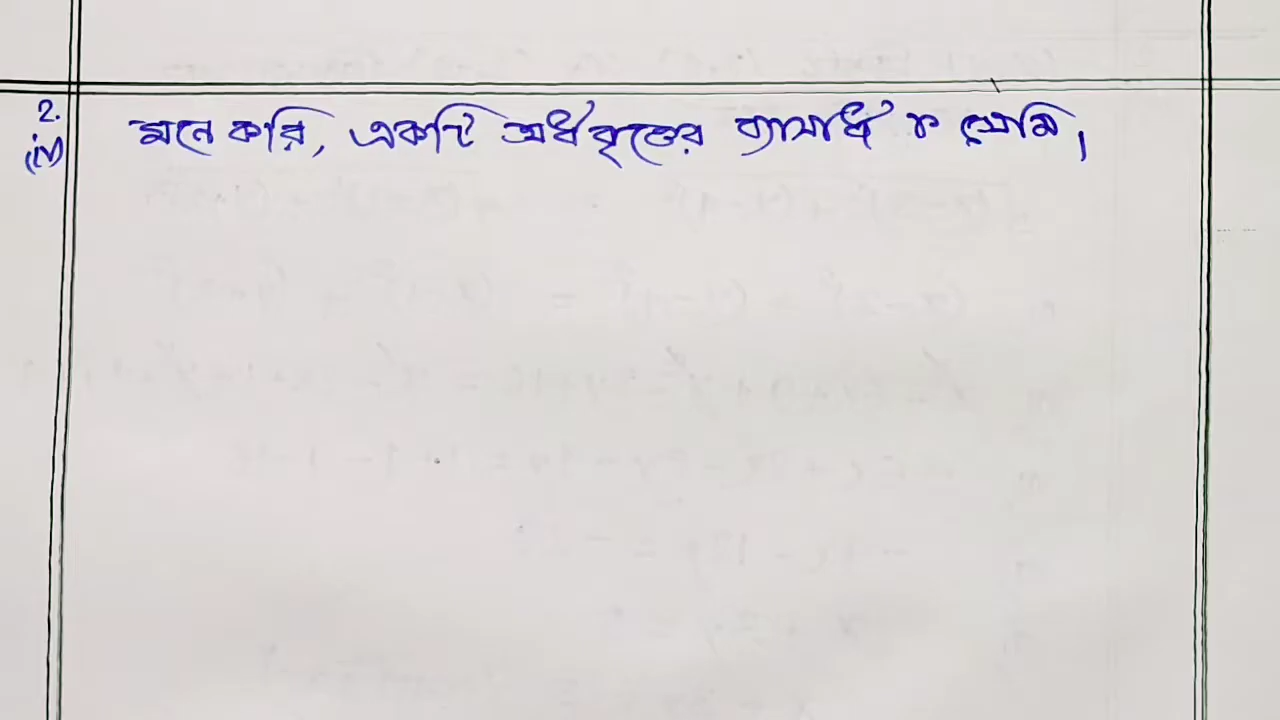 2.
(iv)
মনে করি, একটি অর্ধবৃত্তের ব্যাসার্ধ r সেমি।